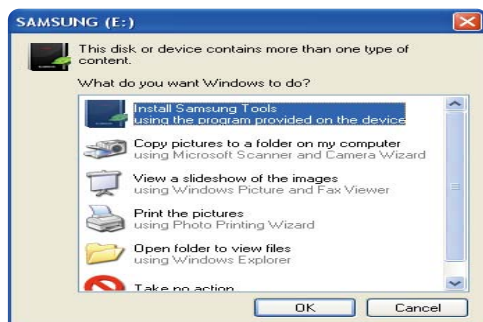 SAMSUNG (E:)
This disk or device contains more than one type of
content.
What do you want Windows to do?
Install Samsung Tools
using the program provided on the device
Copy pictures to a folder on my computer
using Microsoft Scanner and Camera Wizard
View a slideshow of the images
using Windows Picture and Fax Viewer
Print the pictures
using Photo Printing Wizard
Open folder to view files
using Windows Explorer
Take no action
OK
Cancel